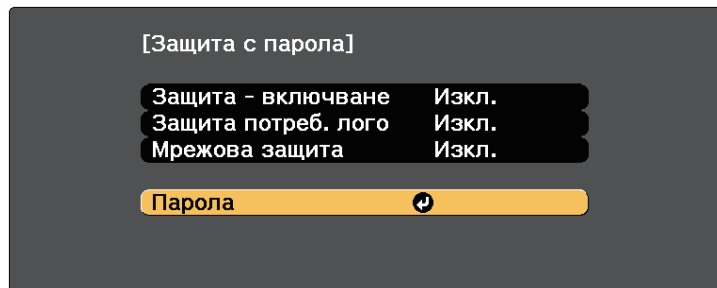 [Защита с парола]
Защита - включване Изкл.
Защита потреб. лого Изкл.
Мрежова защита Изкл.
Парола